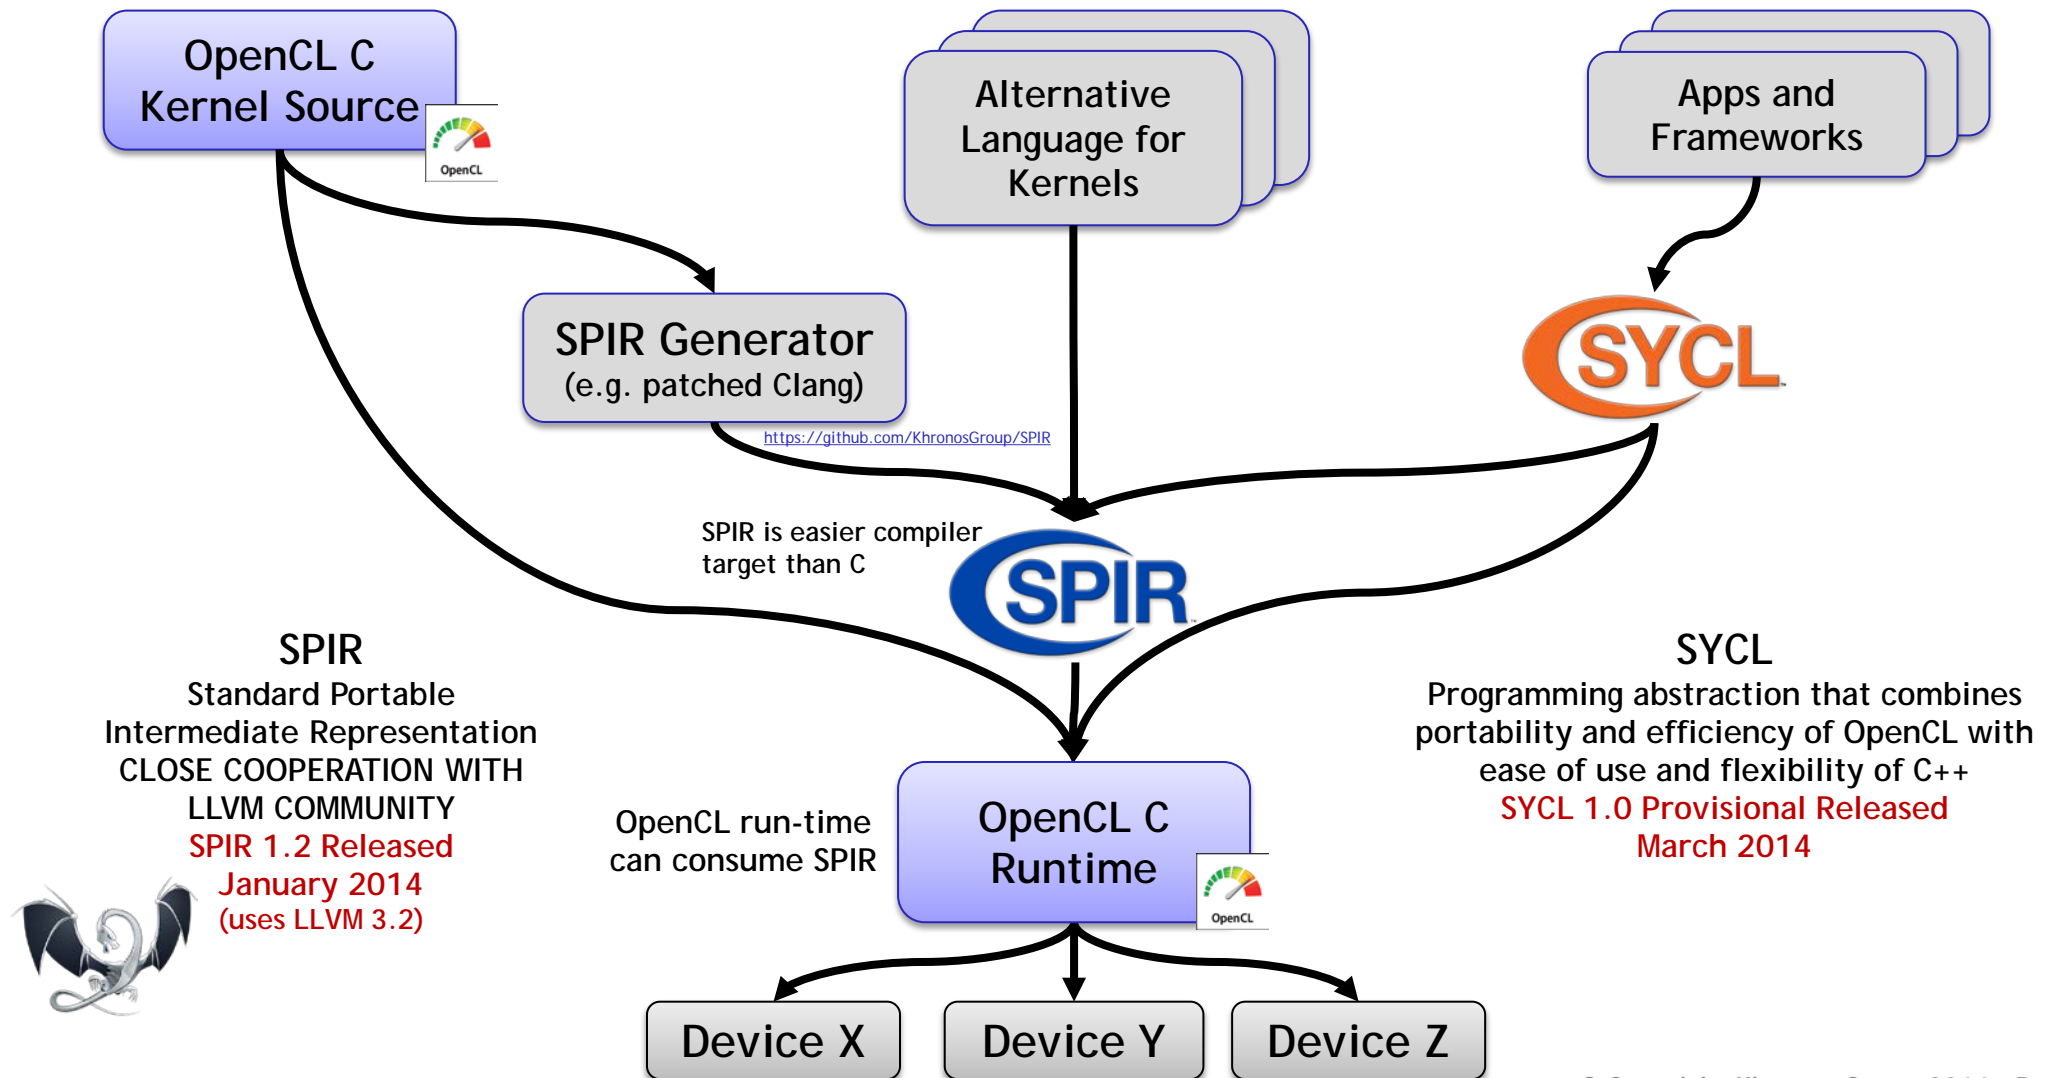 OpenCL C
Kernel Source
OpenCL
Alternative
Language for
Kernels
Apps and
Frameworks
SPIR Generator
(e.g. patched Clang)
https://github.com/KhronosGroup/SPIR
SYCL
SPIR is easier compiler
target than C
SPIR
SPIR
Standard Portable
Intermediate Representation
CLOSE COOPERATION WITH
LLVM COMMUNITY
SPIR 1.2 Released
January 2014
(uses LLVM 3.2)
OpenCL run-time
can consume SPIR
OpenCL C
Runtime
OpenCL
SYCL
Programming abstraction that combines
portability and efficiency of OpenCL with
ease of use and flexibility of C++
SYCL 1.0 Provisional Released
March 2014
Device X
Device Y
Device Z